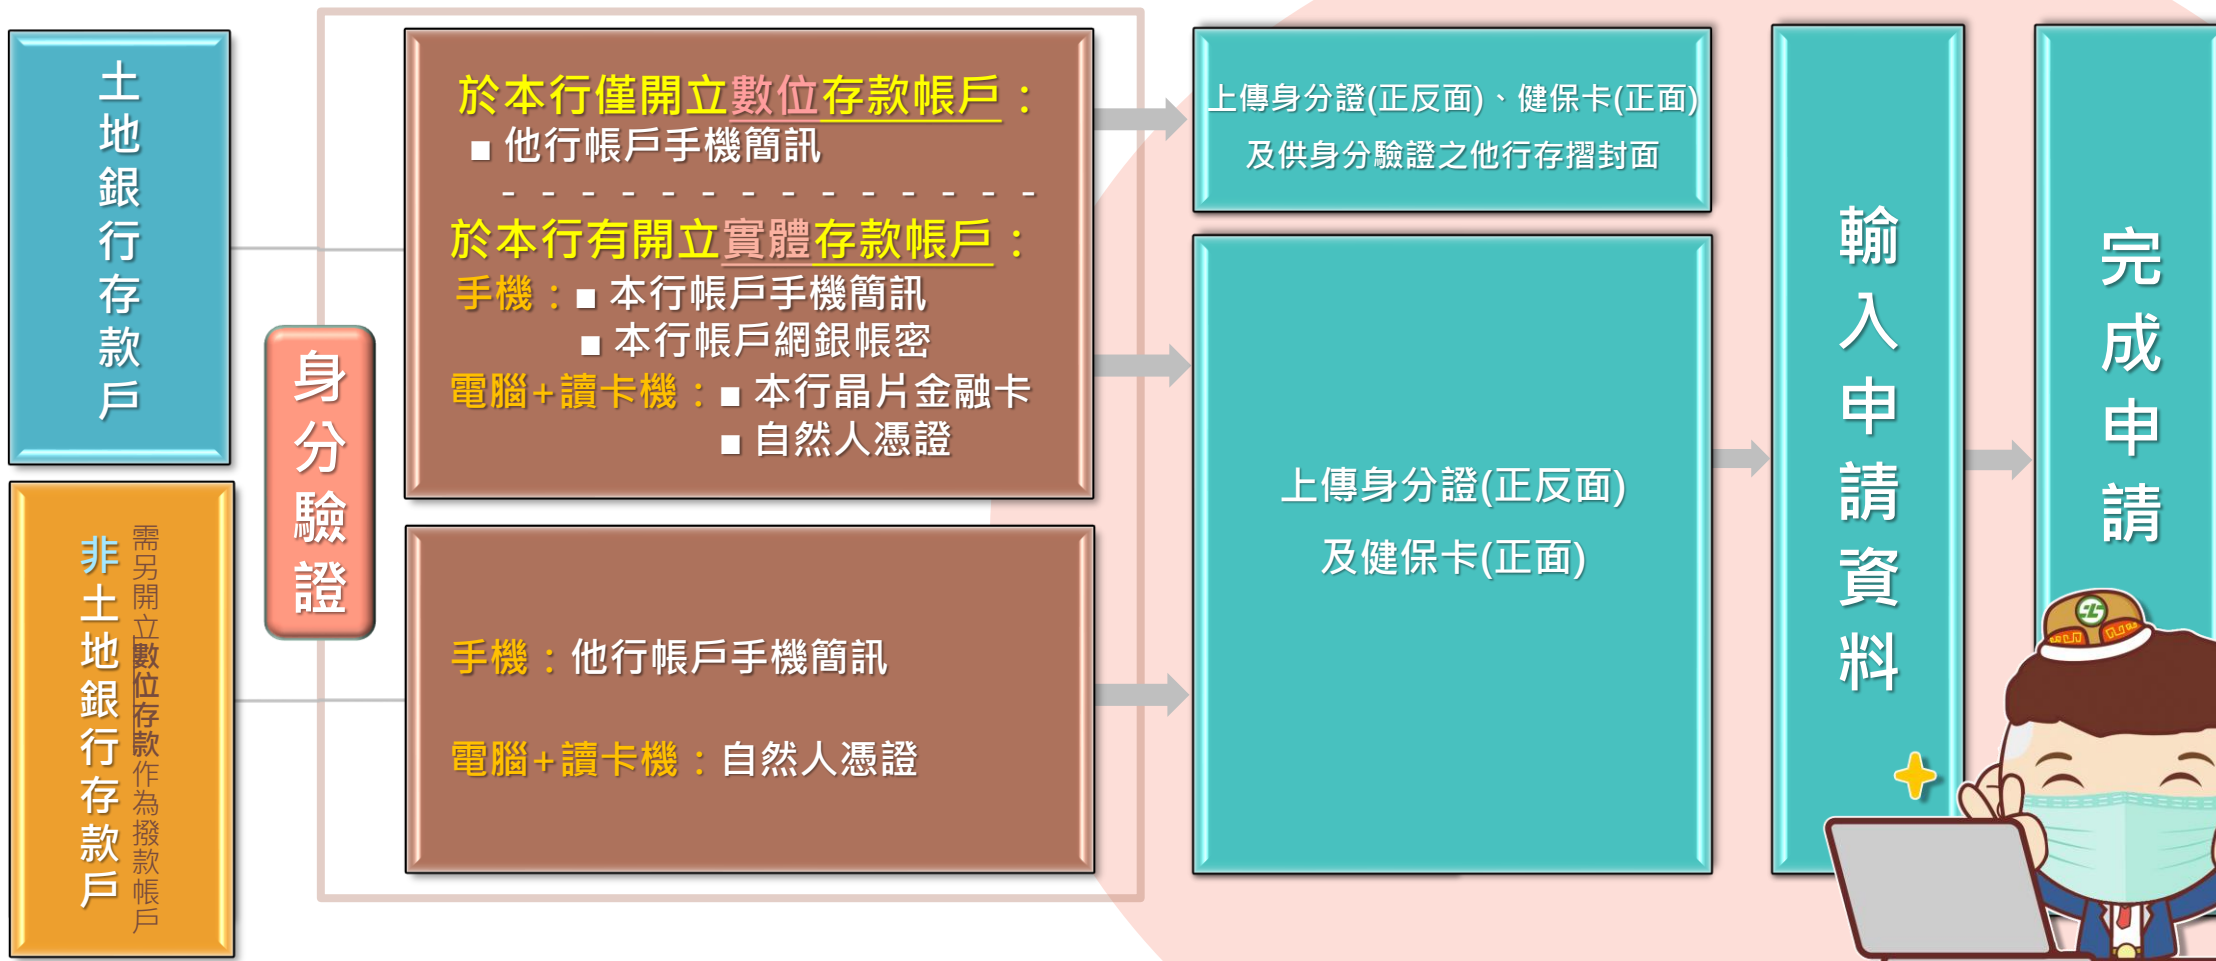 土地銀行存款戶
非土地銀行存款戶
需另開立數位存款作為撥款帳戶
身分驗證
於本行僅開立數位存款帳戶：
■ 他行帳戶手機簡訊
- - - - - - - - - - - - - -
於本行有開立實體存款帳戶：
手機：■ 本行帳戶手機簡訊
■ 本行帳戶網銀帳密
電腦+讀卡機：■ 本行晶片金融卡
■ 自然人憑證
手機：他行帳戶手機簡訊
電腦+讀卡機：自然人憑證
上傳身分證(正反面)、健保卡(正面)
及供身分驗證之他行存摺封面
上傳身分證(正反面)
及健保卡(正面)
輸入申請資料
完成申請